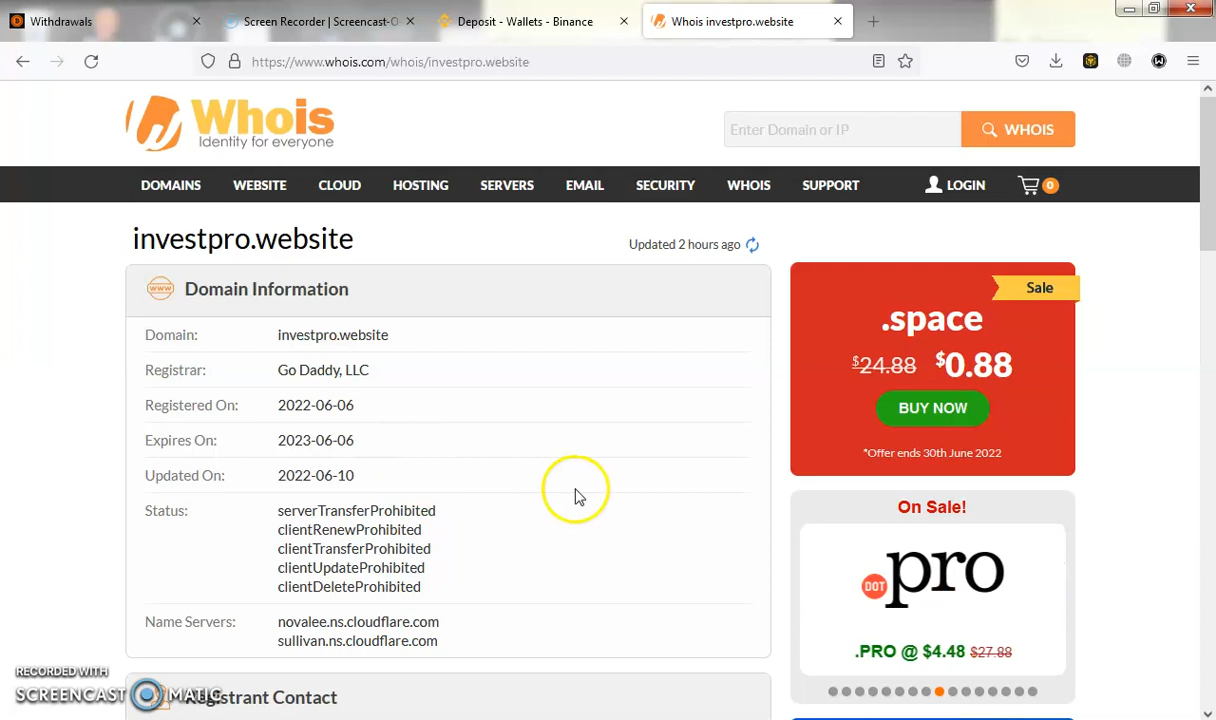 Withdrawals
Screen Recorder | Screencast-O
Deposit - Wallets - Binance
Whois investpro.website
https://www.whois.com/whois/investpro.website
Whois
Identity for everyone
Enter Domain or IP
WHOIS
DOMAINS WEBSITE CLOUD HOSTING SERVERS EMAIL SECURITY WHOIS SUPPORT LOGIN 0
investpro.website
Updated 2 hours ago
www
Domain Information
Domain: investpro.website
Registrar: Go Daddy, LLC
Registered On: 2022-06-06
Expires On: 2023-06-06
Updated On: 2022-06-10
Status: serverTransferProhibited
clientRenewProhibited
clientTransferProhibited
clientUpdateProhibited
clientDeleteProhibited
Name Servers: novalee.ns.cloudflare.com
sullivan.ns.cloudflare.com
Registrant Contact
Sale
.space
$24.88 $0.88
BUY NOW
*Offer ends 30th June 2022
On Sale!
DOT pro
.PRO @ $4.48 $27.88
RECORDED WITH
SCREENCAST MATIC